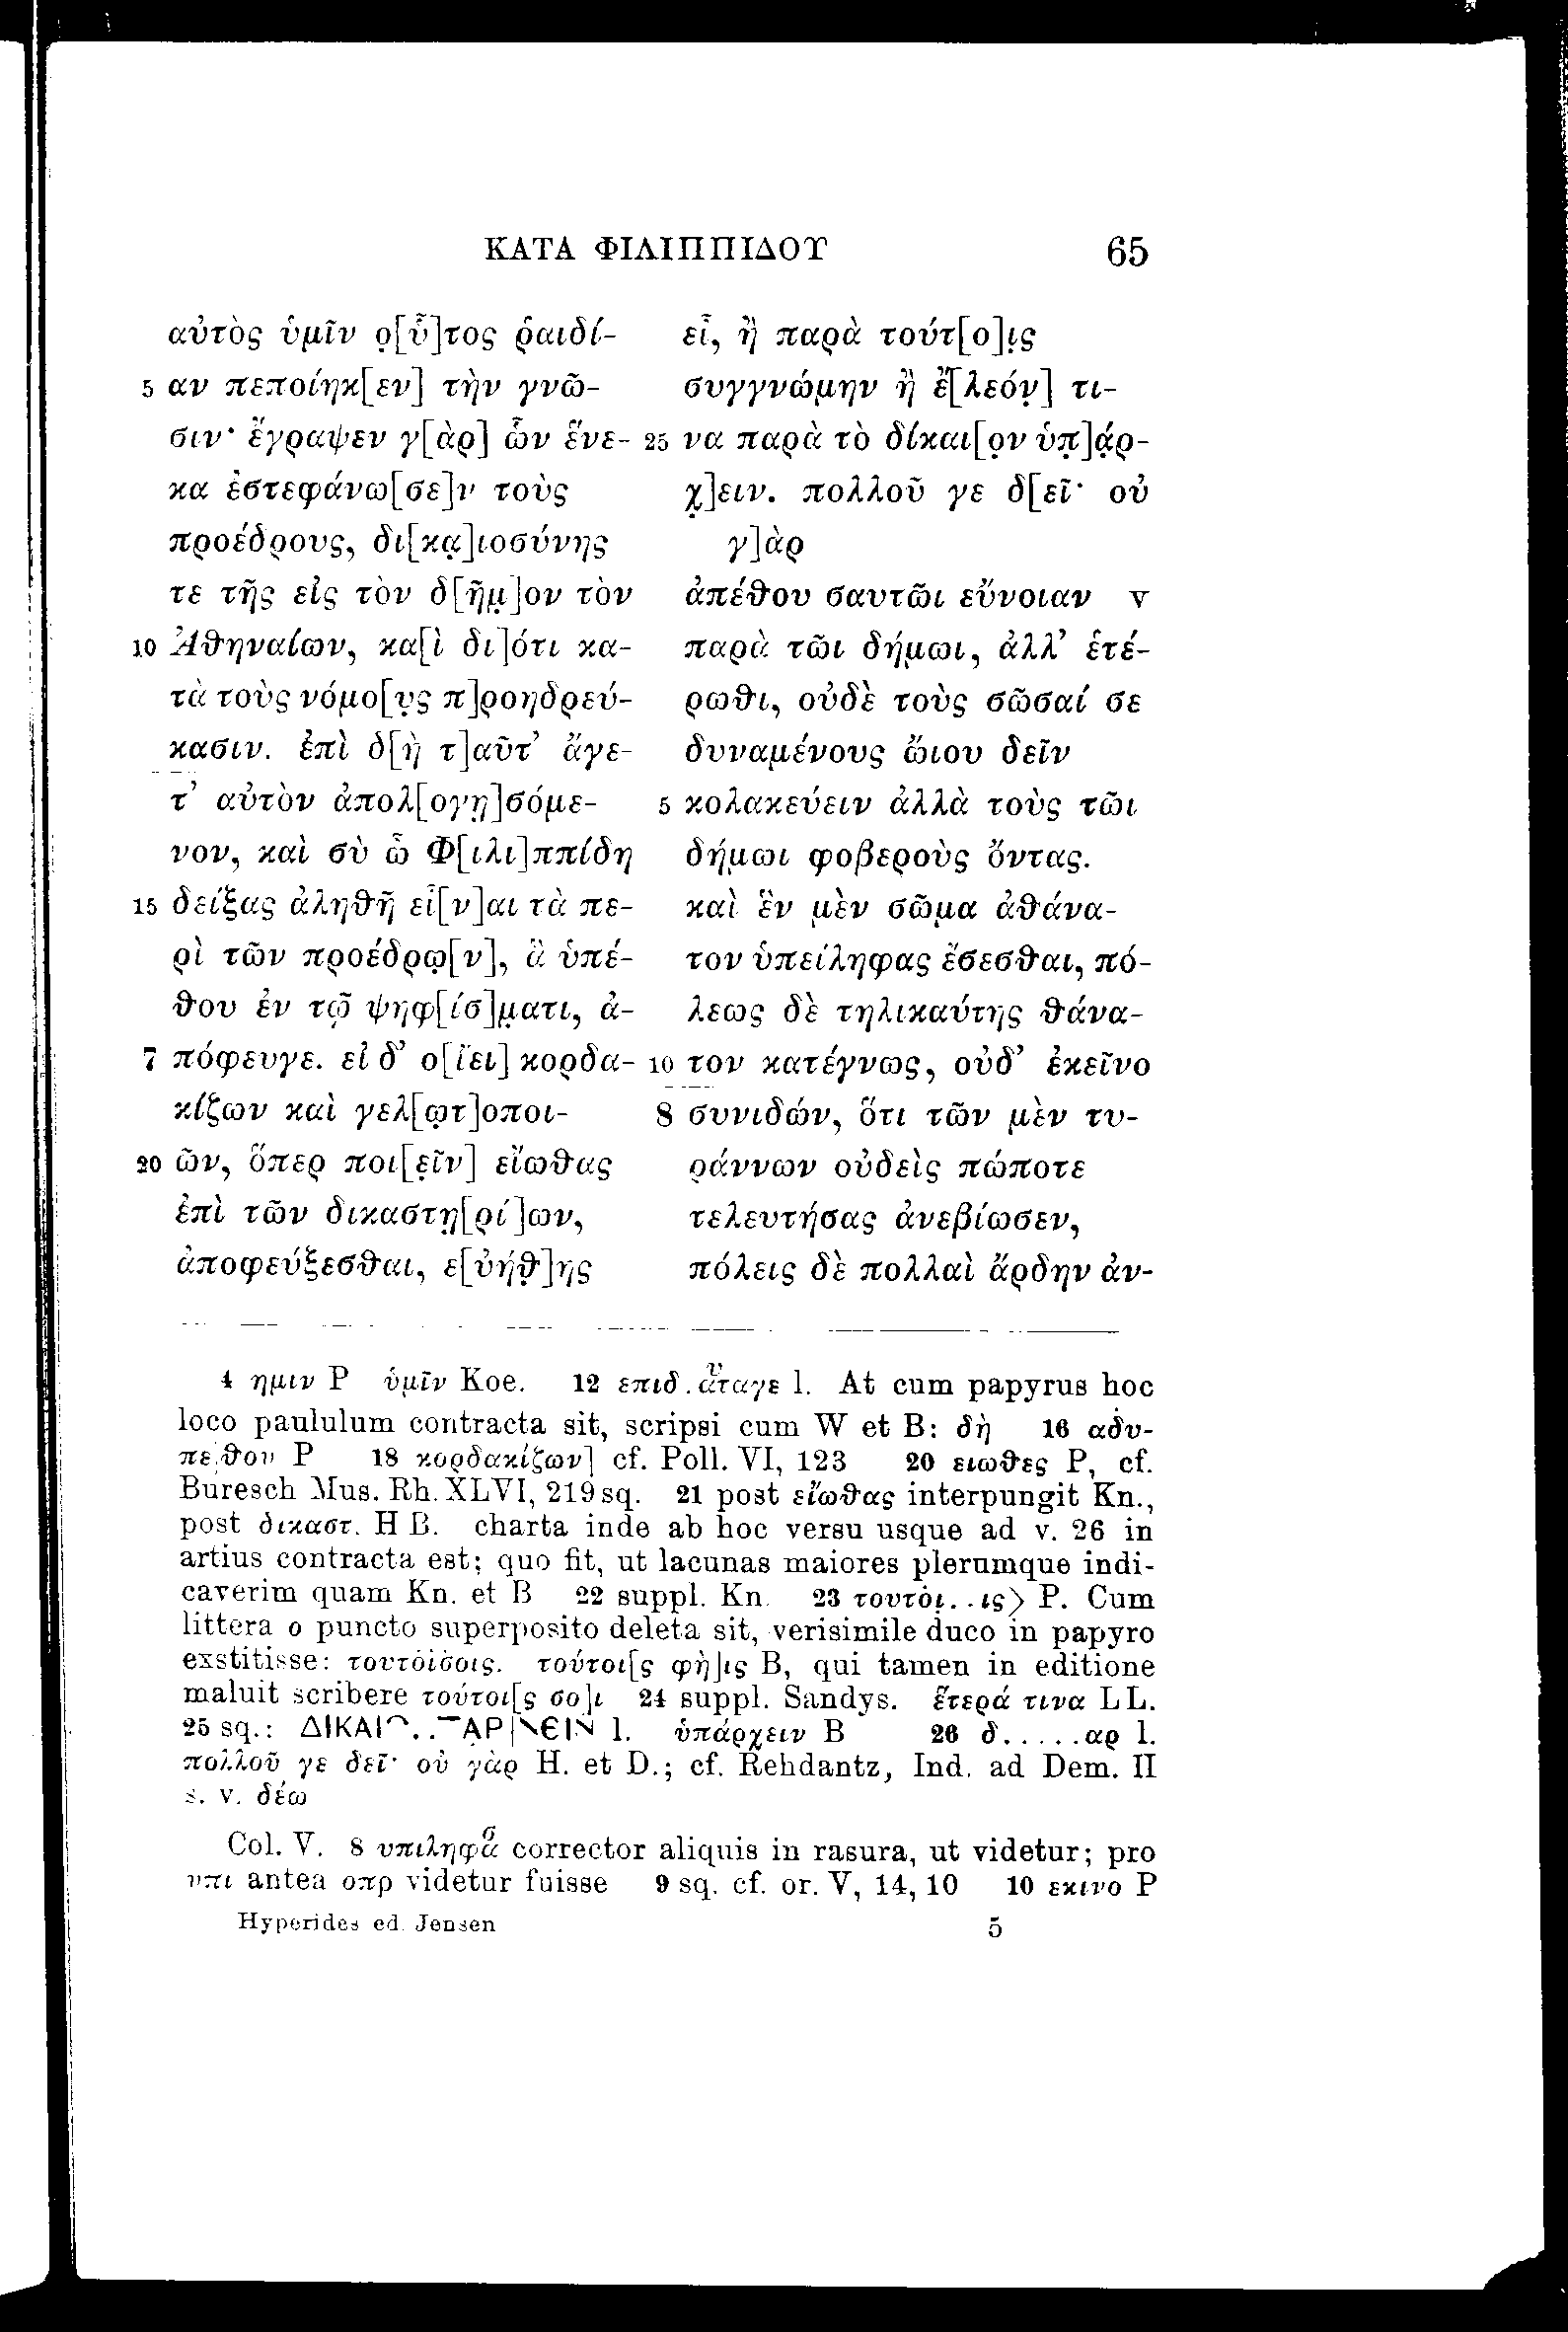 ΚΑΤΑ ΦΙΛΙΠΠΙΔΟΥ 65
αὐτὸς ὑμῖν ο̣[ὗ]τος ῥαιδί-
5 αν πεποίηκ[εν] τὴν γνῶ-
σιν· ἔγραψεν γ[ὰρ] ὧν ἕνε-
κα ἐστεφάνω[σε]ν τοὺς
προέδρους, δι[κα̣]ιοσύνης
τε τῆς εἰς τὸν δ[ῆμ̣]ον τὸν
10 Ἀθηναίων, κα[ὶ δι]ότι κα-
τὰ τοὺς νόμο[υ̣ς π]ροηδρεύ-
κασιν. ἐπὶ δ[ὴ τ]αῦτ’ ἄγε-
τ’ αὐτὸν ἀπολ[ογη̣]σόμε-
νον, καὶ σὺ ὦ Φ[ιλι]ππίδη
15 δείξας ἀληθῆ εἶ[ν]αι τὰ πε-
ρὶ τῶν προέδρω̣[ν], ἃ ὑπέ-
θου ἐν τῷ ψηφ[ίσ]μ̣ατι, ἀ-
7 πόφευγε. εἰ δ’ ο[ἴει] κορδα-
κίζων καὶ γελ[ω̣τ]οποι-
20 ῶν, ὅπερ ποι[ε̣ῖν] εἴωθας
ἐπὶ τῶν δικαστη̣[ρί]ων,
ἀποφεύξεσθαι, ε[ὐήθ̣]ης
εἶ, ἢ παρὰ τούτ[ο]ι̣ς
συγγνώμην ἢ ἔ[λεόν̣] τι-
25 να παρὰ τὸ δίκαι[ο̣ν ὑπ̣]ά̣ρ-
χ̣]ειν. πολλοῦ γε δ[εῖ· οὐ
γ]ὰρ
ἀπέθου σαυτῶι εὔνοιαν V
παρὰ τῶι δήμωι, ἀλλ’ ἑτέ-
ρωθι, οὐδὲ τοὺς σῶσαί σε
δυναμένους ὤιου δεῖν
5 κολακεύειν ἀλλὰ τοὺς τῶι
δήμωι φοβεροὺς ὄντας.
καὶ ἓν μὲν σῶμα ἀθάνα-
τον ὑπείληφας ἔσεσθαι, πό-
λεως δὲ τηλικαύτης θάνα-
10 τον κατέγνως, οὐδ’ ἐκεῖνο
8 συνιδών, ὅτι τῶν μὲν τυ-
ράννων οὐδεὶς πώποτε
τελευτήσας ἀνεβίωσεν,
πόλεις δὲ πολλαὶ ἄρδην ἀν-
4 ημιν P ὑμῖν Koe. 12 επιδ.α̈ταγε l. At cum papyrus hoc
loco paululum contracta sit, scripsi cum W et B: δὴ 16 αδυ-
πεθου P 18 κορδακίζων] cf. Poll. VI, 123 20 ειωθες P, cf.
Buresch Mus. Rh. XLVI, 219 sq. 21 post εἴωθας interpungit Kn.,
post δικαστ. H B. charta inde ab hoc versu usque ad v. 26 in
artius contracta est; quo fit, ut lacunas maiores plerumque indi-
caverim quam Kn. et B 22 suppl. Kn. 23 τουτὀι̣..ις> P. Cum
littera ο puncto superposito deleta sit, verisimile duco in papyro
exstitisse: τουτὀισοις. τούτοι[ς φὴ]ις B, qui tamen in editione
maluit scribere τούτοι[ς σο]ι 24 suppl. Sandys. ἕτερά τινα LL.
25 sq.: ΔΙΚΑΙ . . ΑΡ ΕΙΝ l. ὑπάρχειν B 26 δ.....αρ l.
πολλοῦ γε δεῖ· οὐ γὰρ H. et D.; cf. Rehdantz, Ind. ad Dem. II
s. v. δέω
Col. V. 8 υπιληφας corrector aliquis in rasura, ut videtur; pro
υπι antea οπρ videtur fuisse 9 sq. cf. or. V, 14, 10 10 εκινο P
Hyperides ed. Jensen 5